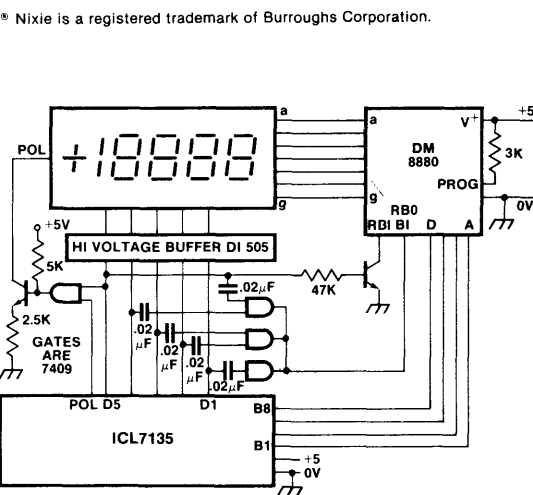 ® Nixie is a registered trademark of Burroughs Corporation.
a
a
V+
+5
POL
+18888
DM
8880
3K
PROG
g
g
RB0
0V
RBI BI D A
+5V
HI VOLTAGE BUFFER DI 505
5K
.02μF
47K
2.5K
.02
μF
.02
μF
.02
μF
.02μF
GATES
ARE
7409
POL D5
D1
B8
ICL7135
B1
+5
0V